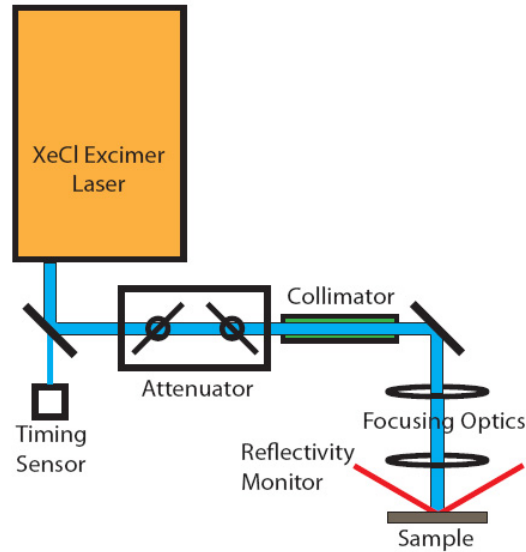 XeCl Excimer
Laser
Collimator
Attenuator
Timing
Sensor
Focusing Optics
Reflectivity
Monitor
Sample